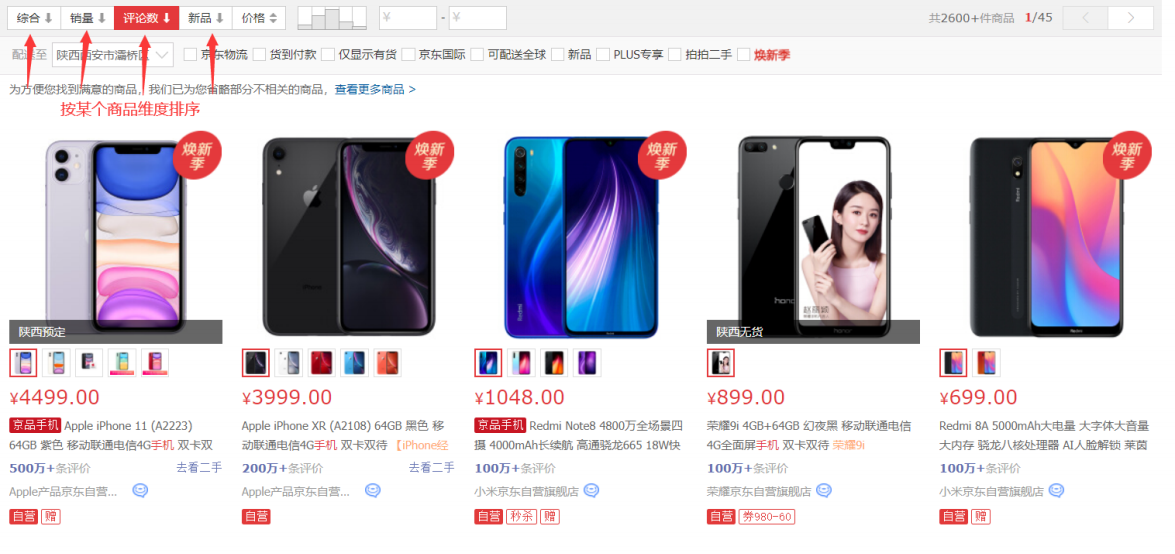 综合 销量 评论数 新品 价格 ¥ - ¥ 共2600+件商品 1/45 < >
配送至 陕西西安市灞桥区 京东物流 货到付款 仅显示有货 京东国际 可配送全球 新品 PLUS专享 拍拍二手 焕新季
为方便您找到满意的商品，我们已为您省略部分不相关的商品，查看更多商品 >
按某个商品维度排序
焕新季 焕新季 焕新季 焕新季
honor
赵丽颖
陕西预定 陕西无货
¥4499.00 ¥3999.00 ¥1048.00 ¥899.00 ¥699.00
京品手机 Apple iPhone 11 (A2223) Apple iPhone XR (A2108) 64GB 黑色 移 京品手机 Redmi Note8 4800万全场景四 荣耀9i 4GB+64GB 幻夜黑 移动联通电信 Redmi 8A 5000mAh大电量 大字体大音量
64GB 紫色 移动联通电信4G手机 双卡双 动联通电信4G手机 双卡双待 【iPhone经 摄 4000mAh长续航 高通骁龙665 18W快 4G全面屏手机 双卡双待 荣耀9i 大内存 骁龙八核处理器 AI人脸解锁 莱茵
500万+条评价 去看二手 200万+条评价 去看二手 100万+条评价 100万+条评价 100万+条评价
Apple产品京东自营... Apple产品京东自营... 小米京东自营旗舰店 荣耀京东自营旗舰店 小米京东自营旗舰店
自营 赠 自营 自营 秒杀 赠 自营 券980-60 自营 赠